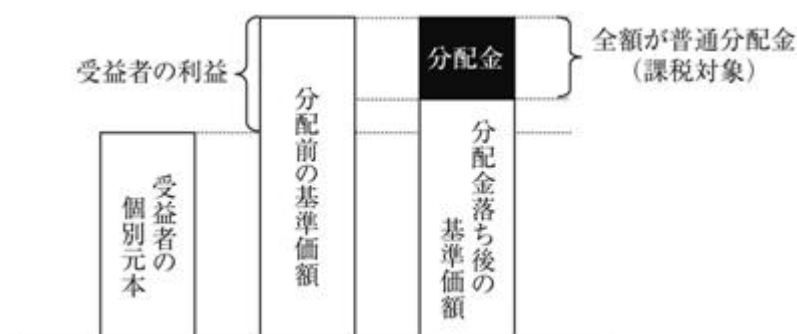 受益者の利益
分配金
全額が普通分配金
（課税対象）
受益者の
個別元本
分配前の基準価額
分配金落ち後の
基準価額